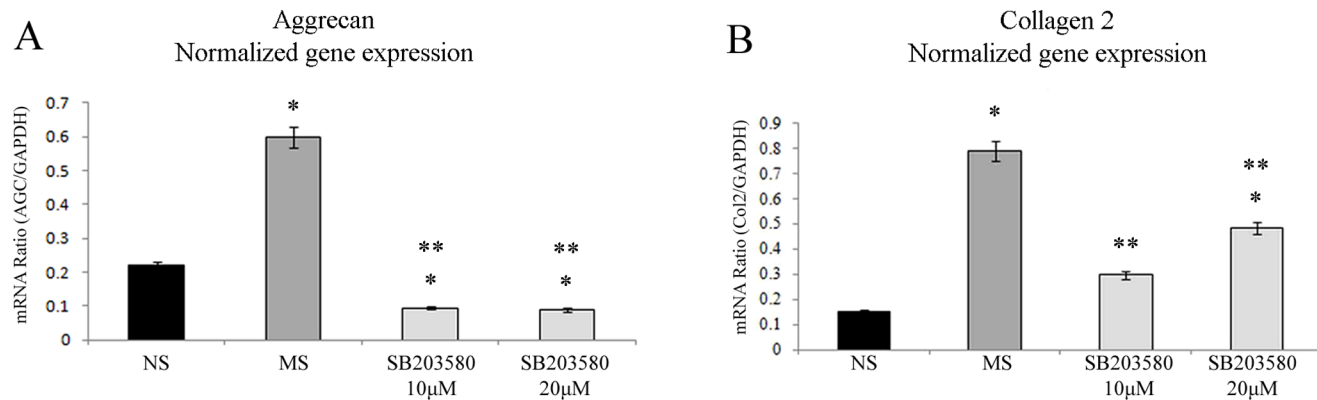 A
Aggrecan
Normalized gene expression
mRNA Ratio (AGC/GAPDH)
0.7
0.6
0.5
0.4
0.3
0.2
0.1
0
*
**
*
**
*
NS
MS
SB203580
10μM
SB203580
20μM
B
Collagen 2
Normalized gene expression
mRNA Ratio (Col2/GAPDH)
0.9
0.8
0.7
0.6
0.5
0.4
0.3
0.2
0.1
0
*
**
**
*
NS
MS
SB203580
10μM
SB203580
20μM